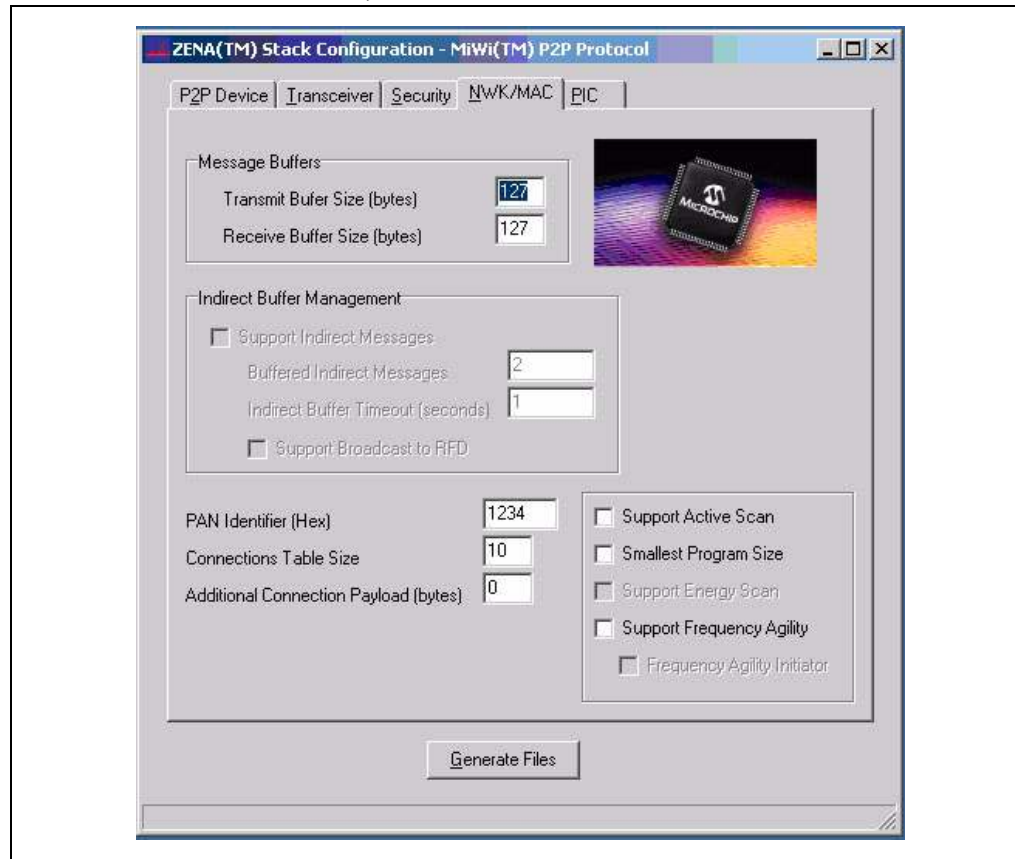 ZENA(TM) Stack Configuration - MiWi(TM) P2P Protocol
P2P Device Transceiver Security NWK/MAC PIC
Message Buffers
Transmit Bufer Size (bytes) 127
Receive Buffer Size (bytes) 127
MICROCHIP
Indirect Buffer Management
Support Indirect Messages
Buffered Indirect Messages 2
Indirect Buffer Timeout (seconds) 1
Support Broadcast to RFD
PAN Identifier (Hex) 1234
Connections Table Size 10
Additional Connection Payload (bytes) 0
Support Active Scan
Smallest Program Size
Support Energy Scan
Support Frequency Agility
Frequency Agility Initiator
Generate Files